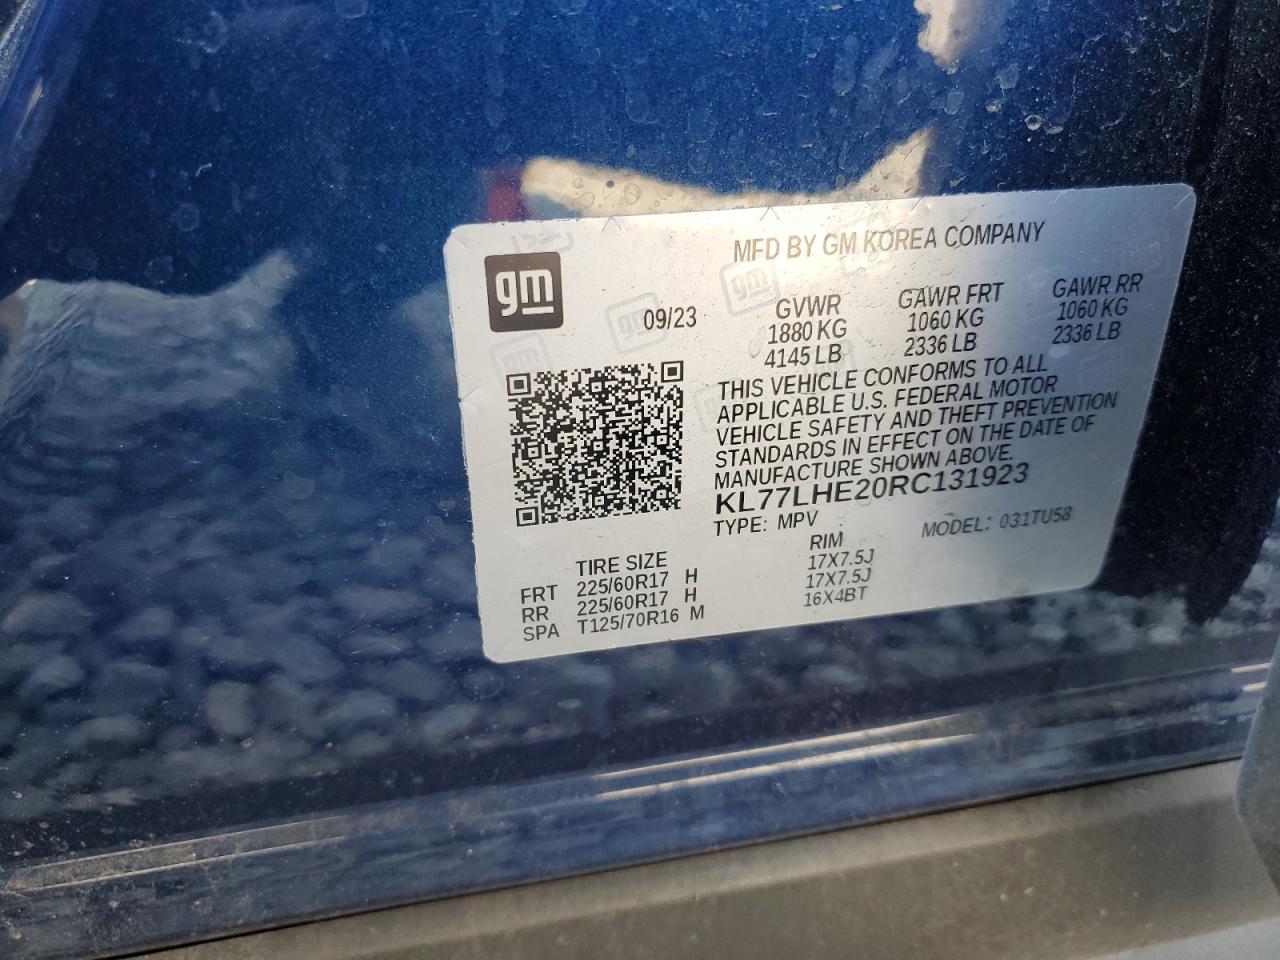 gm
MFD BY GM KOREA COMPANY
09/23
GVWR GAWR FRT GAWR RR
1880 KG 1060 KG 1060 KG
4145 LB 2336 LB 2336 LB
THIS VEHICLE CONFORMS TO ALL
APPLICABLE U.S. FEDERAL MOTOR
VEHICLE SAFETY AND THEFT PREVENTION
STANDARDS IN EFFECT ON THE DATE OF
MANUFACTURE SHOWN ABOVE.
KL77LHE20RC131923
TYPE: MPV MODEL: 031TU58
TIRE SIZE RIM
FRT 225/60R17 H 17X7.5J
RR 225/60R17 H 17X7.5J
SPA T125/70R16 M 16X4BT